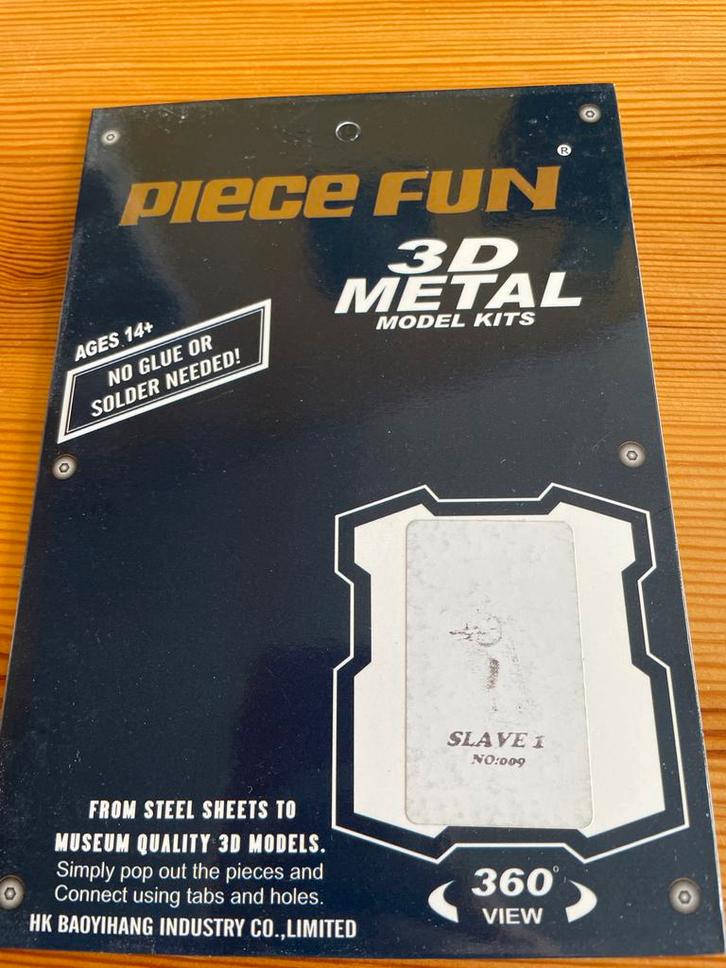 PIECE FUN ®
3D
METAL
MODEL KITS
AGES 14+
NO GLUE OR
SOLDER NEEDED!
SLAVE 1
NO:009
FROM STEEL SHEETS TO
MUSEUM QUALITY 3D MODELS.
Simply pop out the pieces and
Connect using tabs and holes.
HK BAOYIHANG INDUSTRY CO.,LIMITED
360°
VIEW